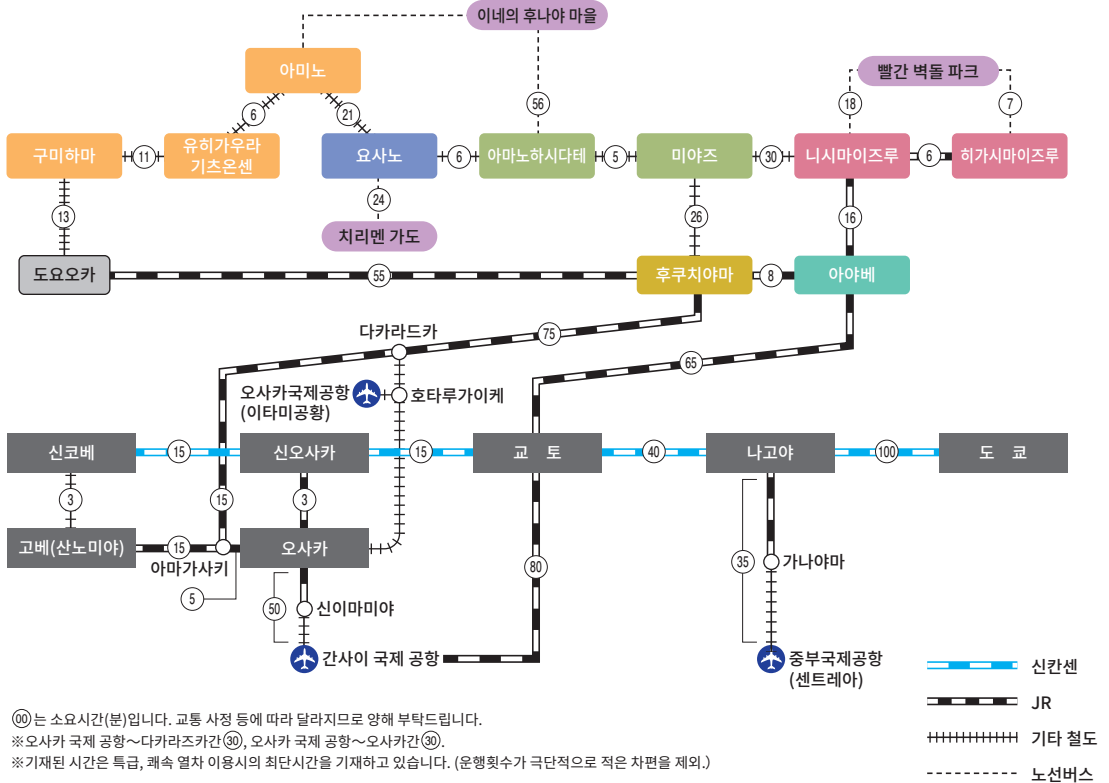 이네의 후나야 마을
아미노
빨간 벽돌 파크
6
21
56
18
7
구미하마
11
유히가우라
기츠온센
요사노
6
아마노하시다테
5
미야즈
30
니시마이즈루
6
히가시마이즈루
13
24
26
16
치리멘 가도
도요오카
55
후쿠치야마
8
아야베
다카라드카
75
65
오사카국제공항
(이타미공황)
호타루가이케
신코베
15
신오사카
15
교 토
40
나고야
100
도 쿄
3
15
3
고베(산노미야)
15
아마가사키
오사카
5
50
신이마미야
80
35
가나야마
간사이 국제 공항
중부국제공항
(센트레아)
신칸센
JR
기타 철도
노선버스
00는 소요시간(분)입니다. 교통 사정 등에 따라 달라지므로 양해 부탁드립니다.
※오사카 국제 공항～다카라즈카간30, 오사카 국제 공항～오사카간30.
※기재된 시간은 특급, 쾌속 열차 이용시의 최단시간을 기재하고 있습니다. (운행횟수가 극단적으로 적은 차편을 제외.)